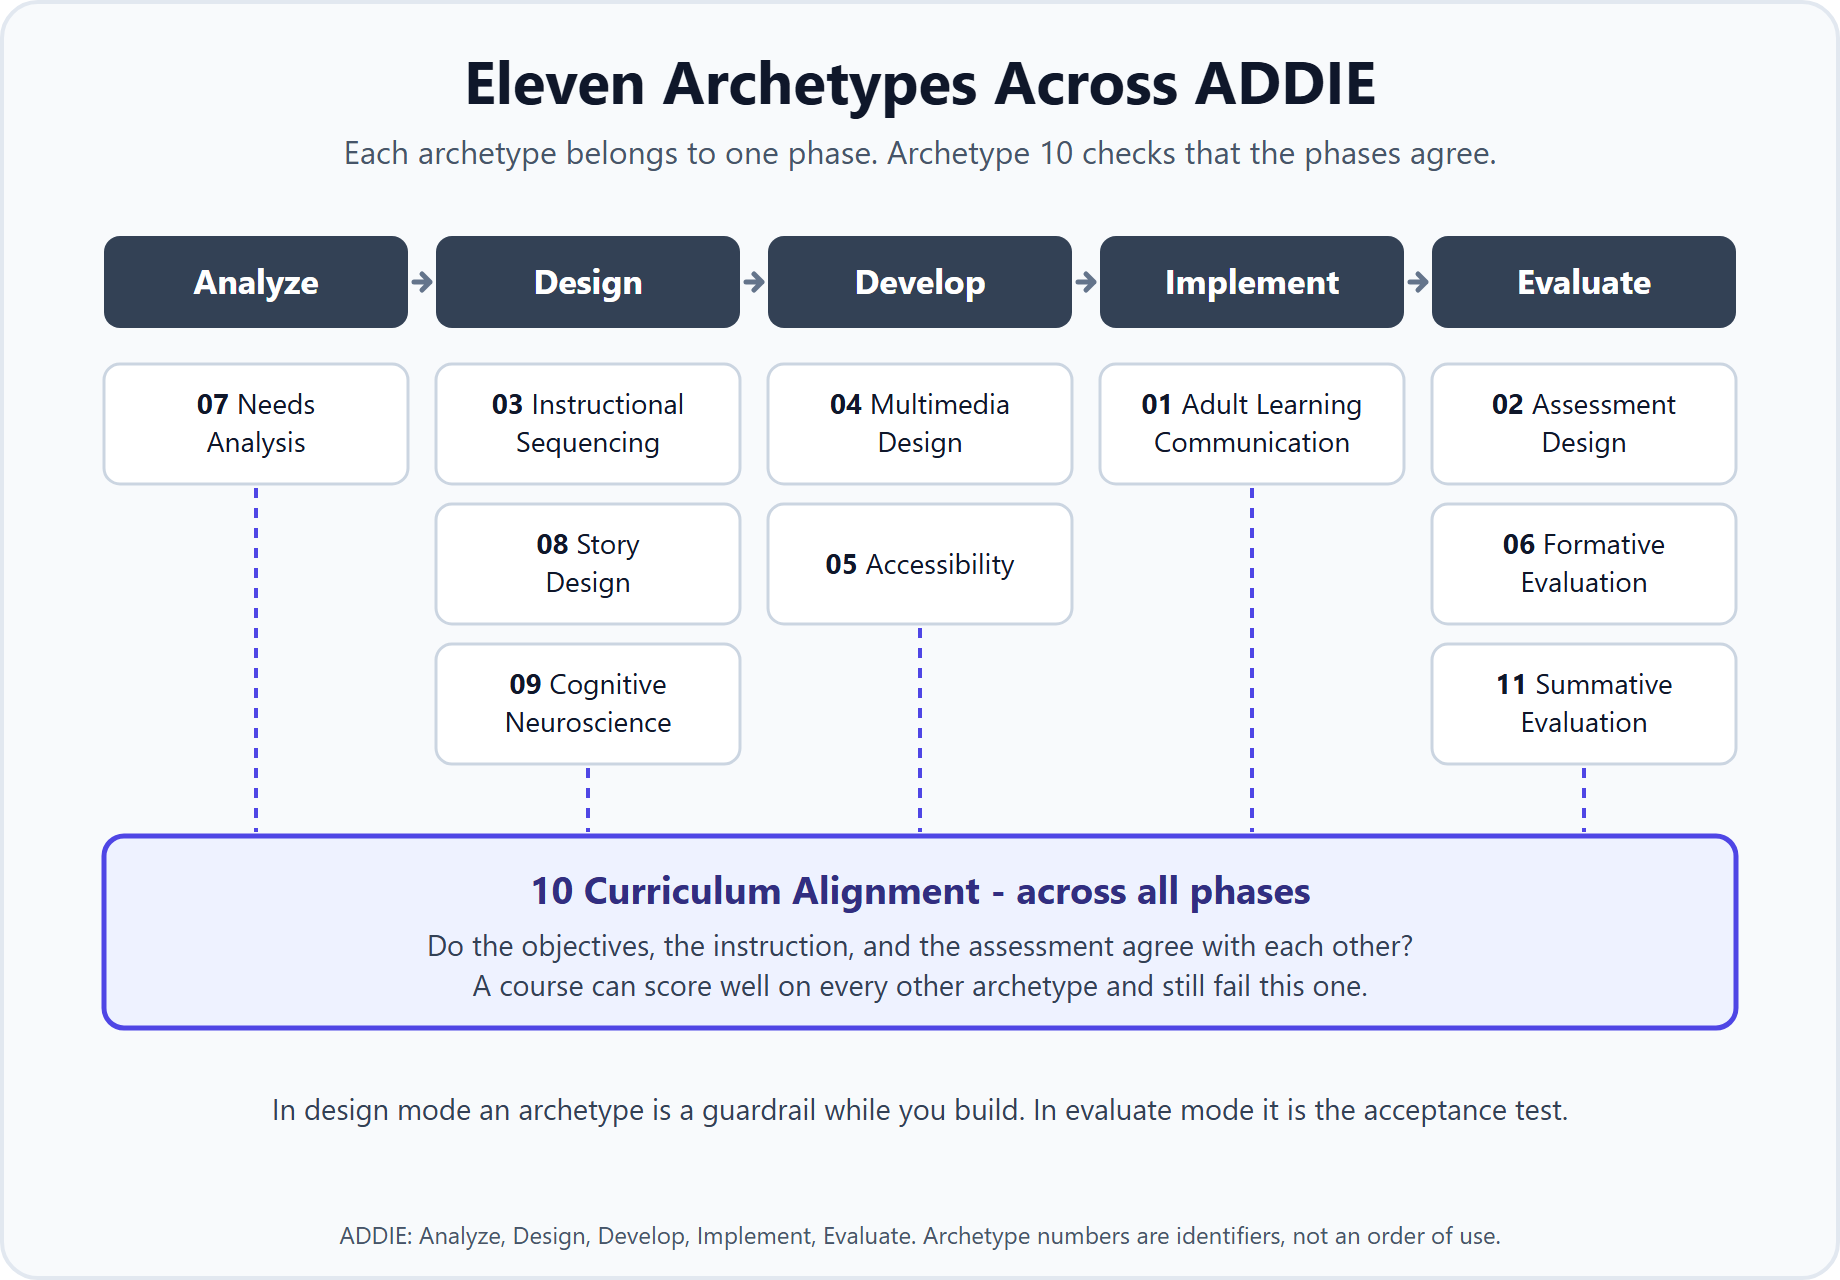 Eleven Archetypes Across ADDIE
Each archetype belongs to one phase. Archetype 10 checks that the phases agree.
Analyze
Design
Develop
Implement
Evaluate
07 Needs
Analysis
03 Instructional
Sequencing
08 Story
Design
09 Cognitive
Neuroscience
04 Multimedia
Design
05 Accessibility
01 Adult Learning
Communication
02 Assessment
Design
06 Formative
Evaluation
11 Summative
Evaluation
10 Curriculum Alignment - across all phases
Do the objectives, the instruction, and the assessment agree with each other?
A course can score well on every other archetype and still fail this one.
In design mode an archetype is a guardrail while you build. In evaluate mode it is the acceptance test.
ADDIE: Analyze, Design, Develop, Implement, Evaluate. Archetype numbers are identifiers, not an order of use.